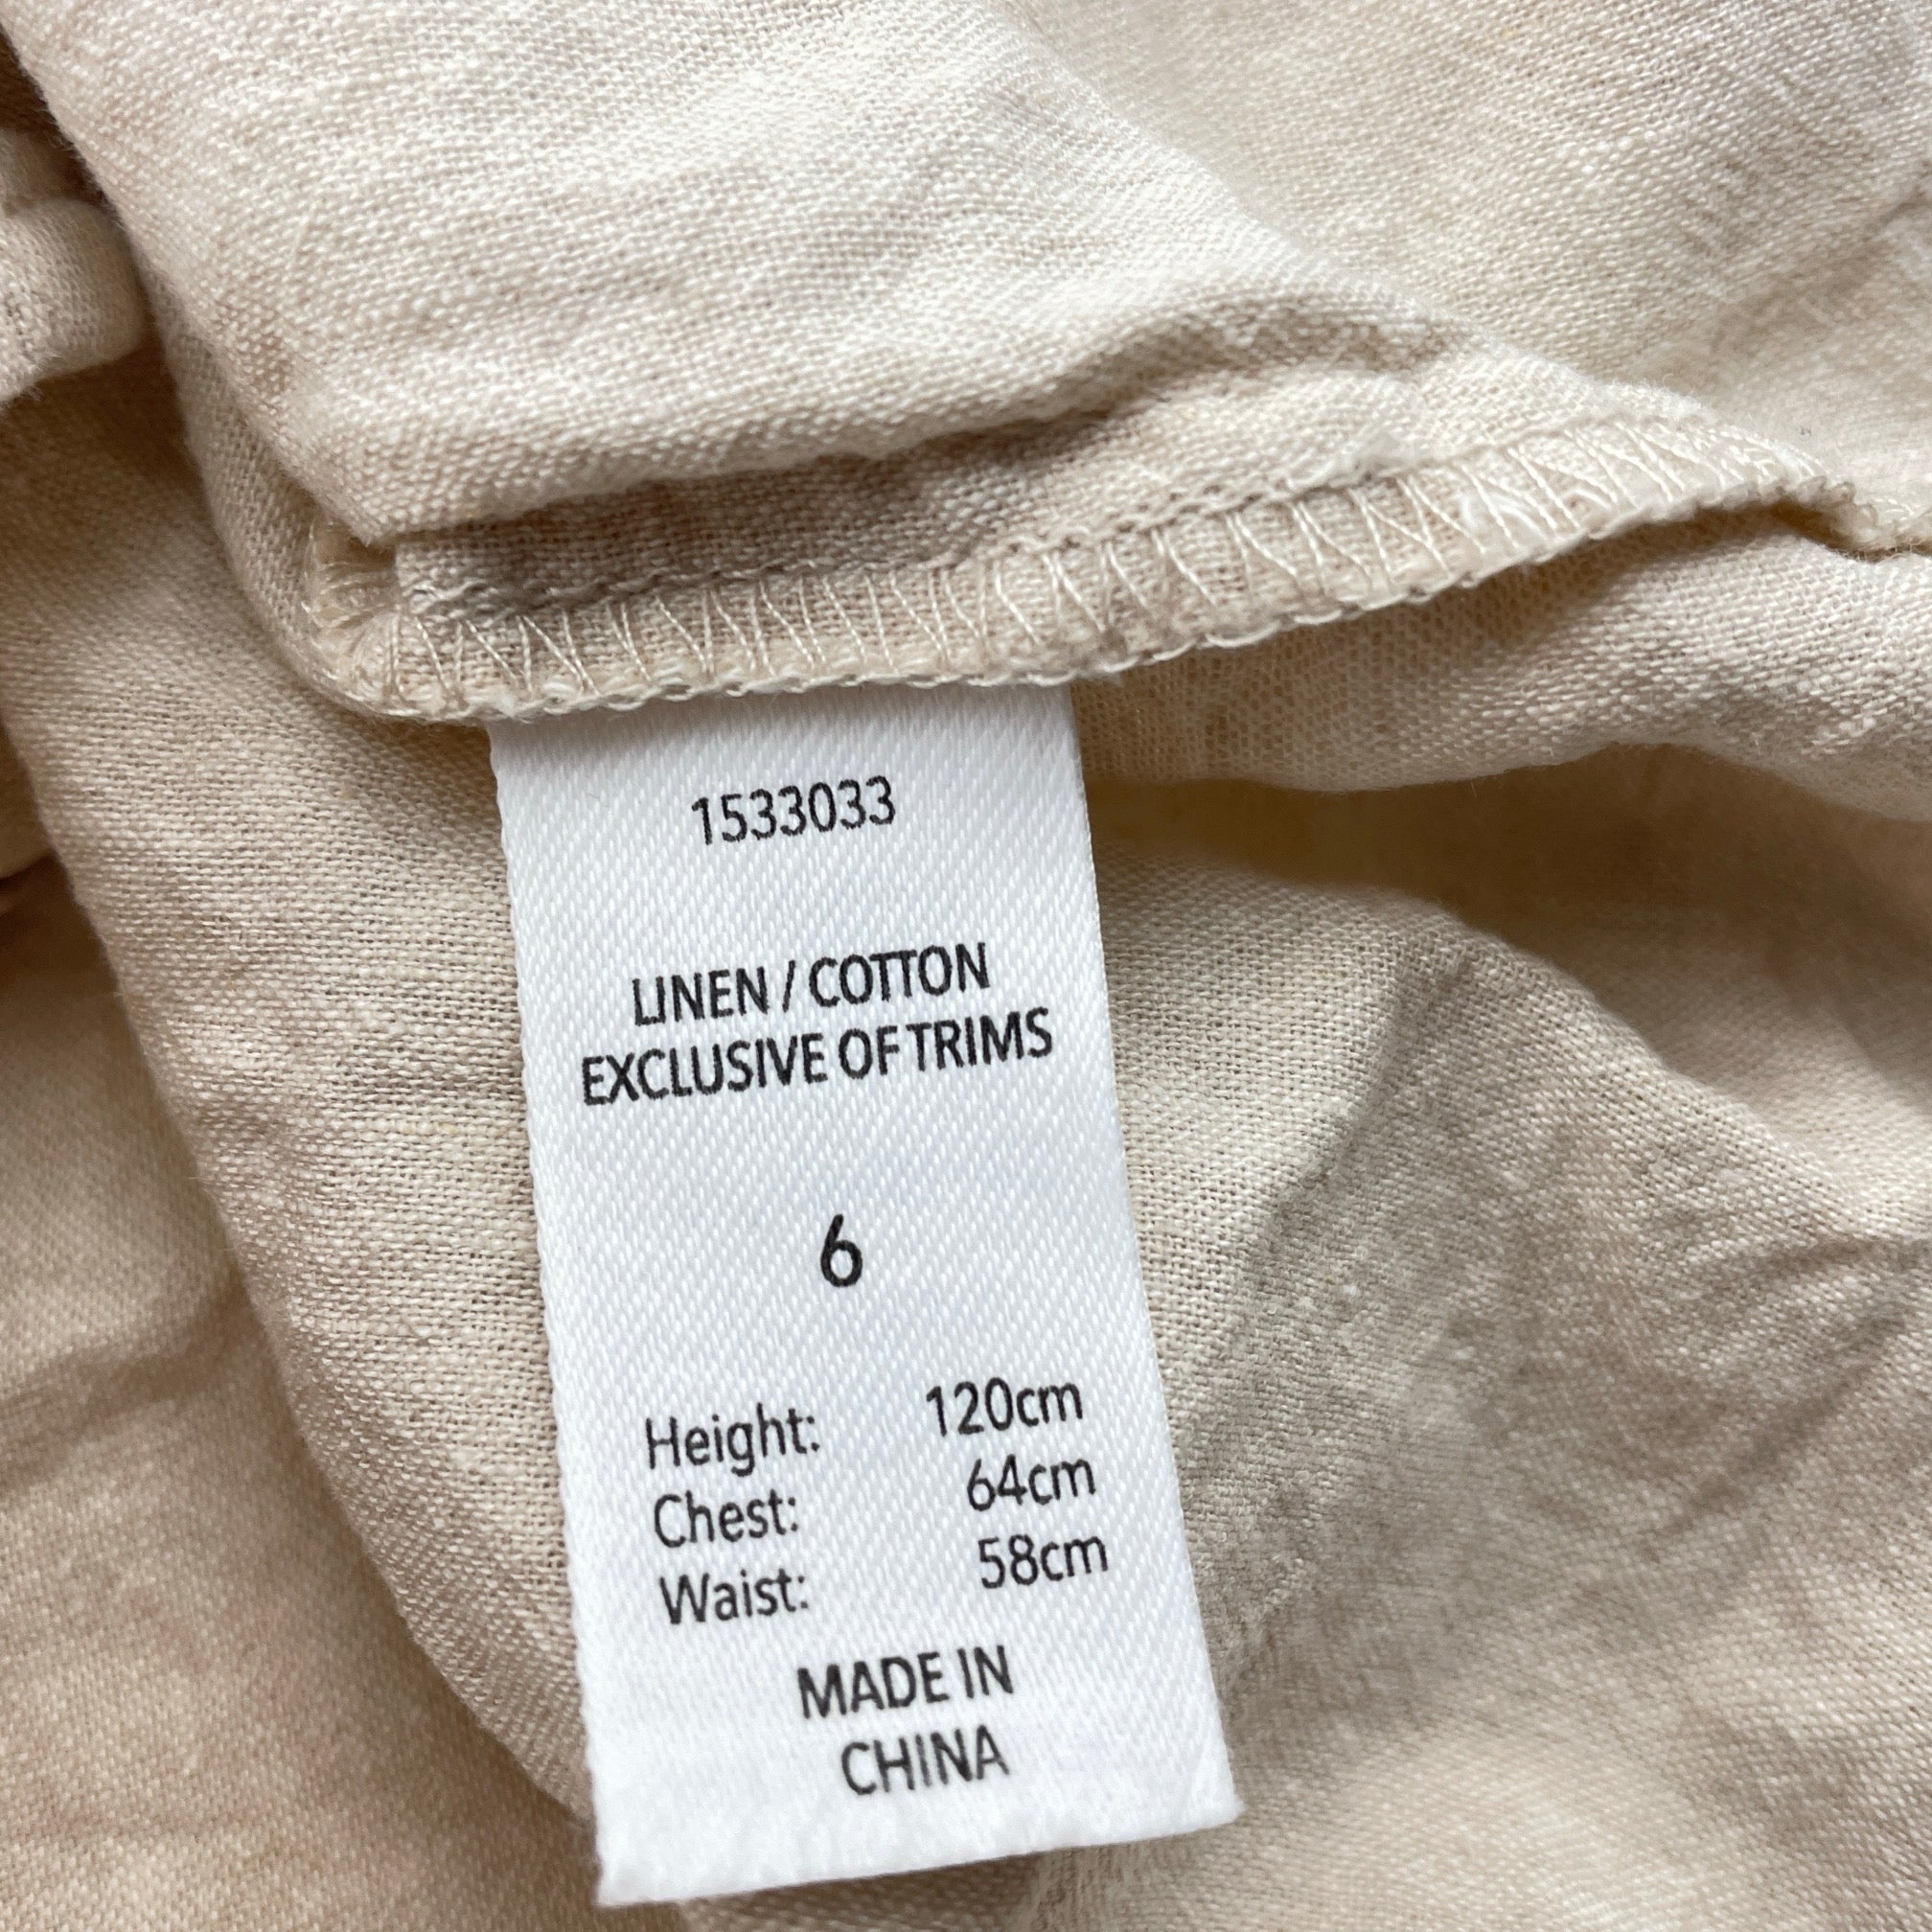 1533033
LINEN / COTTON
EXCLUSIVE OF TRIMS
6
Height: 120cm
Chest: 64cm
Waist: 58cm
MADE IN
CHINA